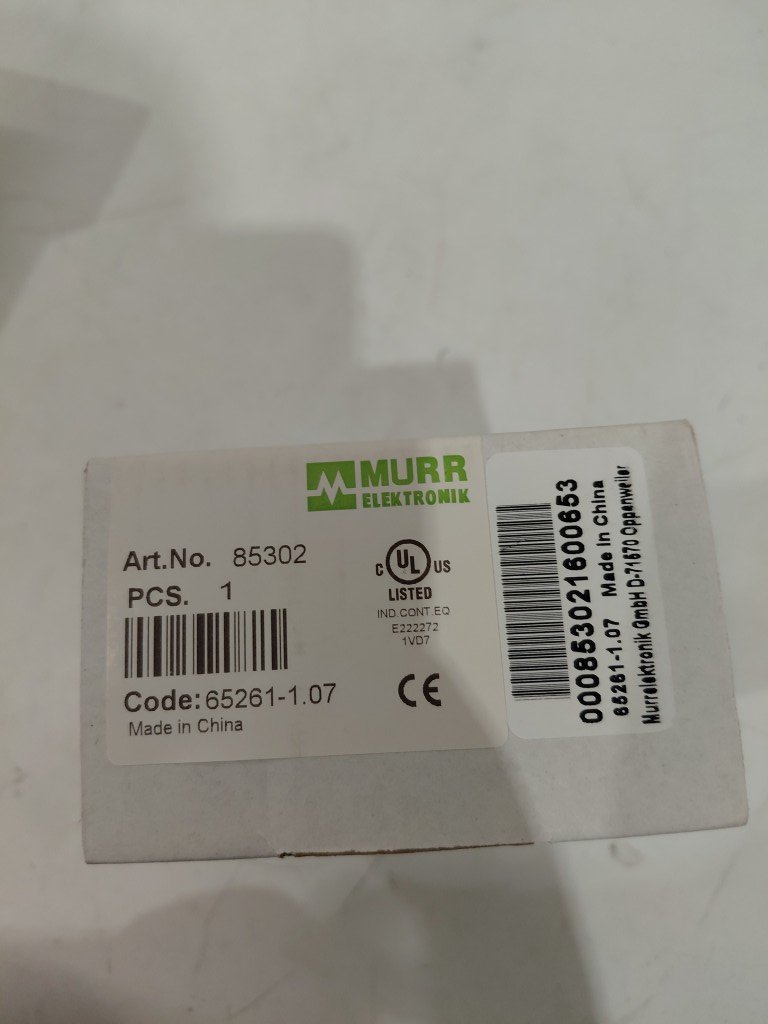 MURR
ELEKTRONIK
Art.No. 85302
PCS. 1
Code: 65261-1.07
Made in China
C UL US
LISTED
IND.CONT.EQ
E222272
1VD7
CE
000853021600653
65261-1.07 Made in China
Murrelektronik GmbH D-71570 Oppenweiler